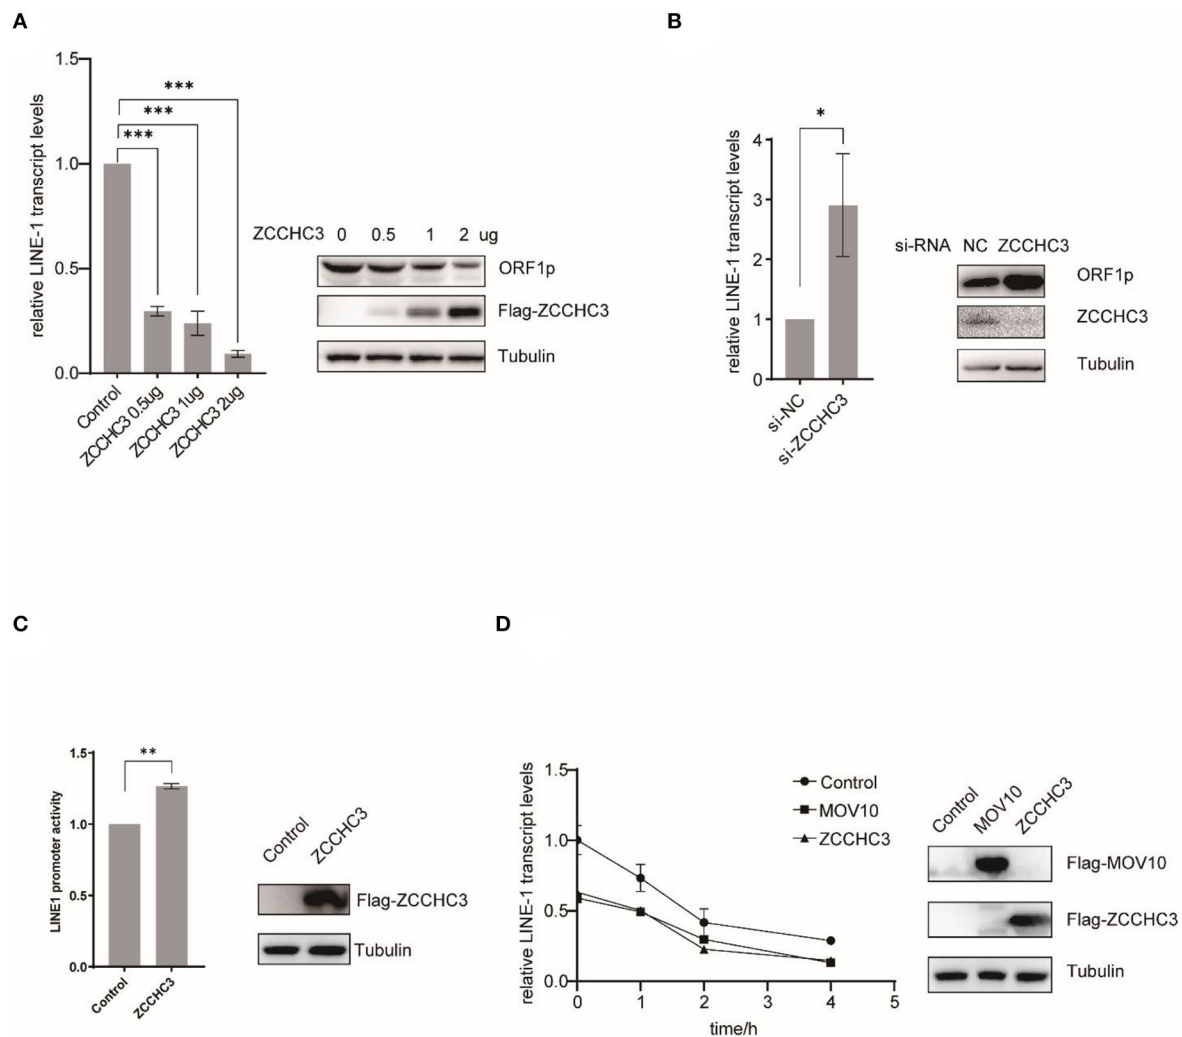 A
relative LINE-1 transcript levels
1.5
1.0
0.5
0.0
***
***
***
Control
ZCCHC3 0.5ug
ZCCHC3 1ug
ZCCHC3 2ug
ZCCHC3 0 0.5 1 2 ug
ORF1p
Flag-ZCCHC3
Tubulin
B
relative LINE-1 transcript levels
4
3
2
1
0
*
si-NC
si-ZCCHC3
si-RNA NC ZCCHC3
ORF1p
ZCCHC3
Tubulin
C
LINE1 promoter activity
1.5
1.0
0.5
0.0
**
Control
ZCCHC3
Control
ZCCHC3
Flag-ZCCHC3
Tubulin
D
relative LINE-1 transcript levels
1.5
1.0
0.5
0.0
0 1 2 3 4 5
time/h
Control
MOV10
ZCCHC3
Control
MOV10
ZCCHC3
Flag-MOV10
Flag-ZCCHC3
Tubulin